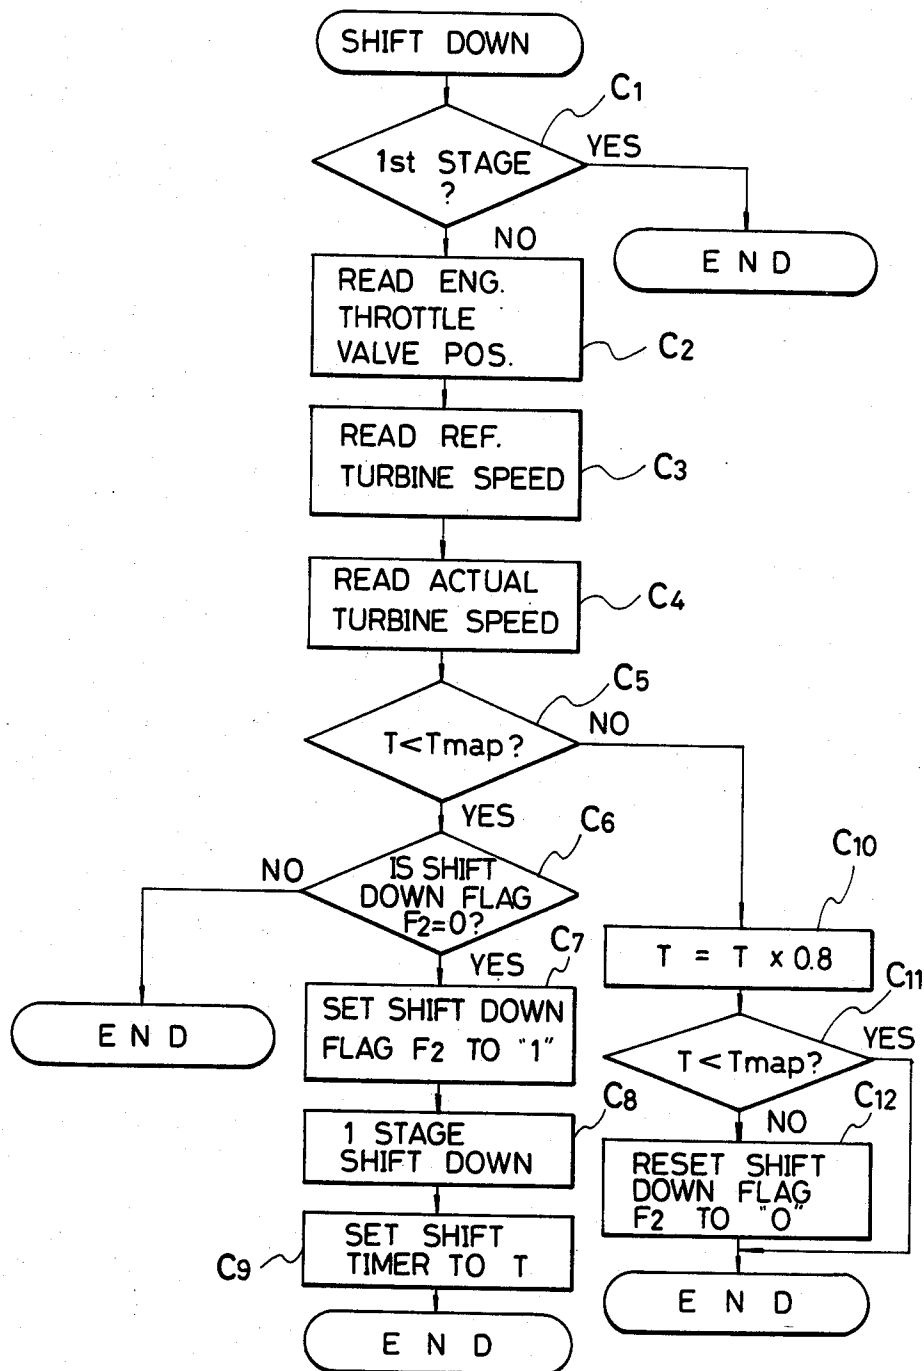 SHIFT DOWN
C1
1st STAGE
?
YES
NO
END
READ ENG.
THROTTLE
VALVE POS.
C2
READ REF.
TURBINE SPEED
C3
READ ACTUAL
TURBINE SPEED
C4
C5
T<Tmap?
NO
YES
C6
IS SHIFT
DOWN FLAG
F2=0?
NO
YES
END
C7
SET SHIFT DOWN
FLAG F2 TO "1"
C8
1 STAGE
SHIFT DOWN
C9
SET SHIFT
TIMER TO T
END
C10
T = T x 0.8
C11
T<Tmap?
YES
NO
C12
RESET SHIFT
DOWN FLAG
F2 TO "0"
END